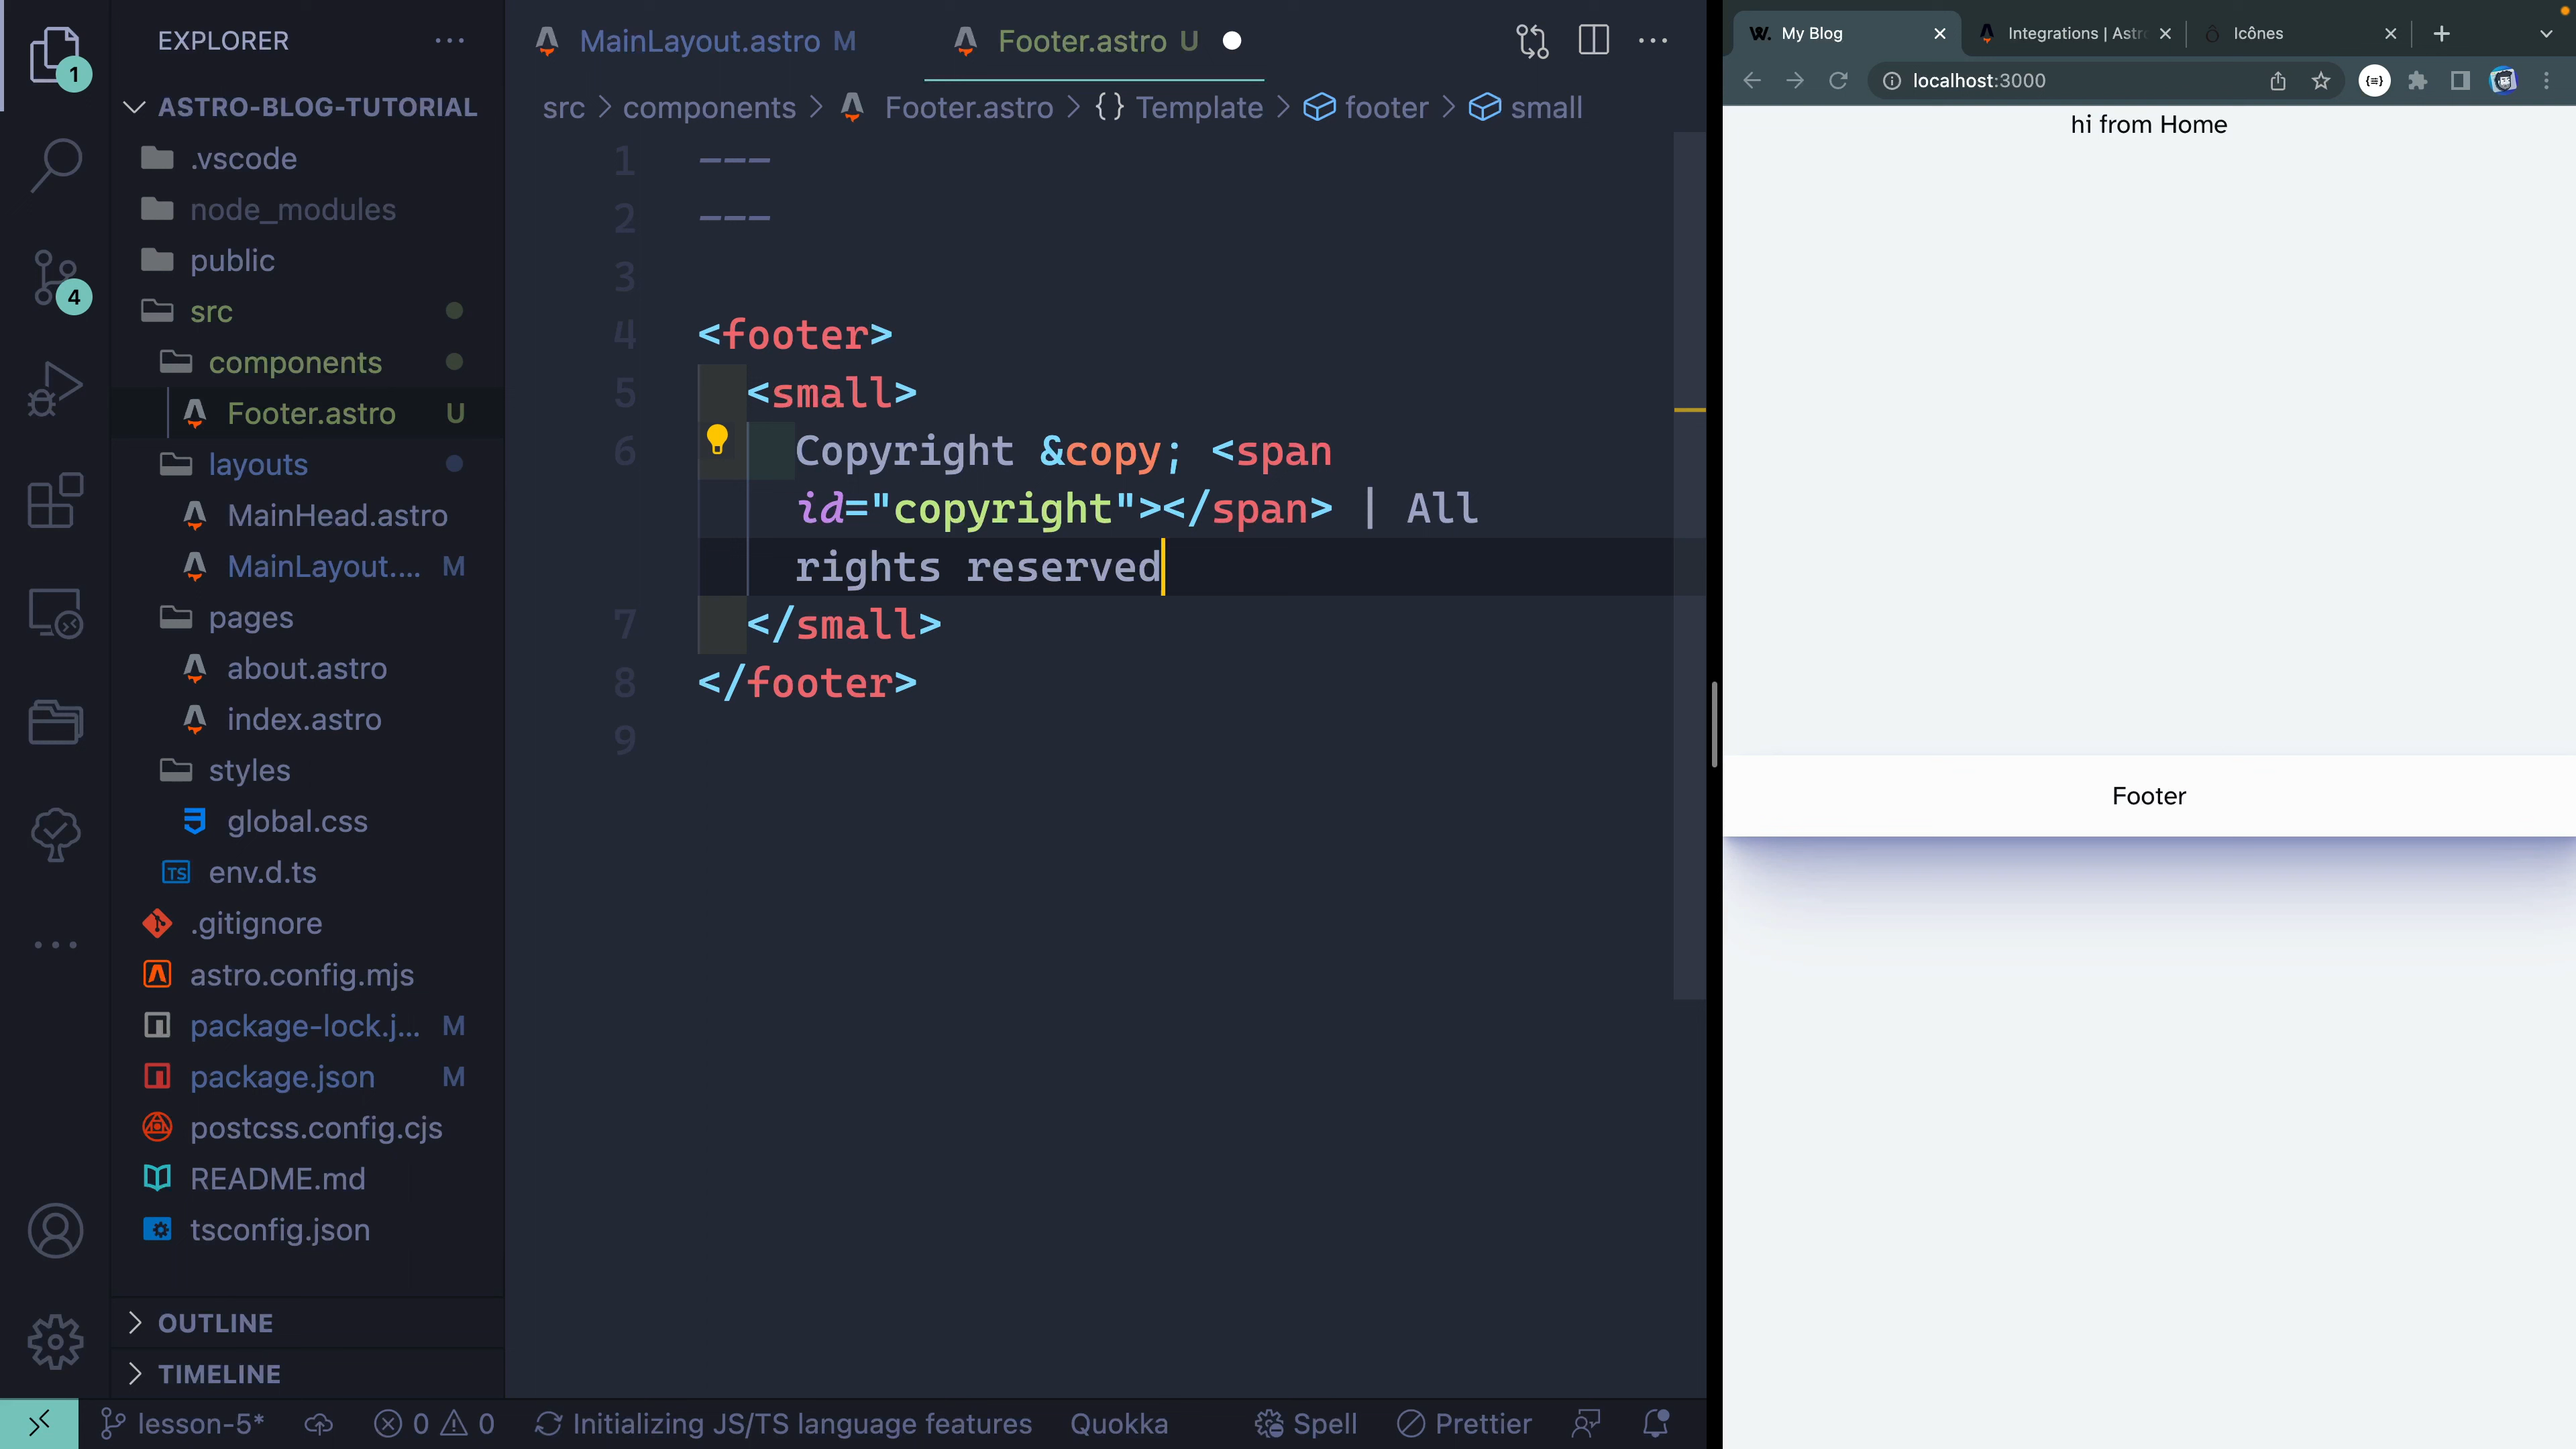 EXPLORER
1
ASTRO-BLOG-TUTORIAL
.vscode
node_modules
public
4
src
components
Footer.astro U
layouts
MainHead.astro
MainLayout.... M
pages
about.astro
index.astro
styles
global.css
TS env.d.ts
.gitignore
astro.config.mjs
package-lock.j... M
package.json M
postcss.config.cjs
README.md
tsconfig.json
OUTLINE
TIMELINE
MainLayout.astro M
Footer.astro U
src > components > Footer.astro > {} Template > footer > small
1 ---
2 ---
3
4 <footer>
5 <small>
6 Copyright &copy; <span
id="copyright"></span> | All
rights reserved
7 </small>
8 </footer>
9
lesson-5* 0 0 Initializing JS/TS language features Quokka Spell Prettier
W. My Blog
Integrations | Astr
Icônes
localhost:3000
hi from Home
Footer